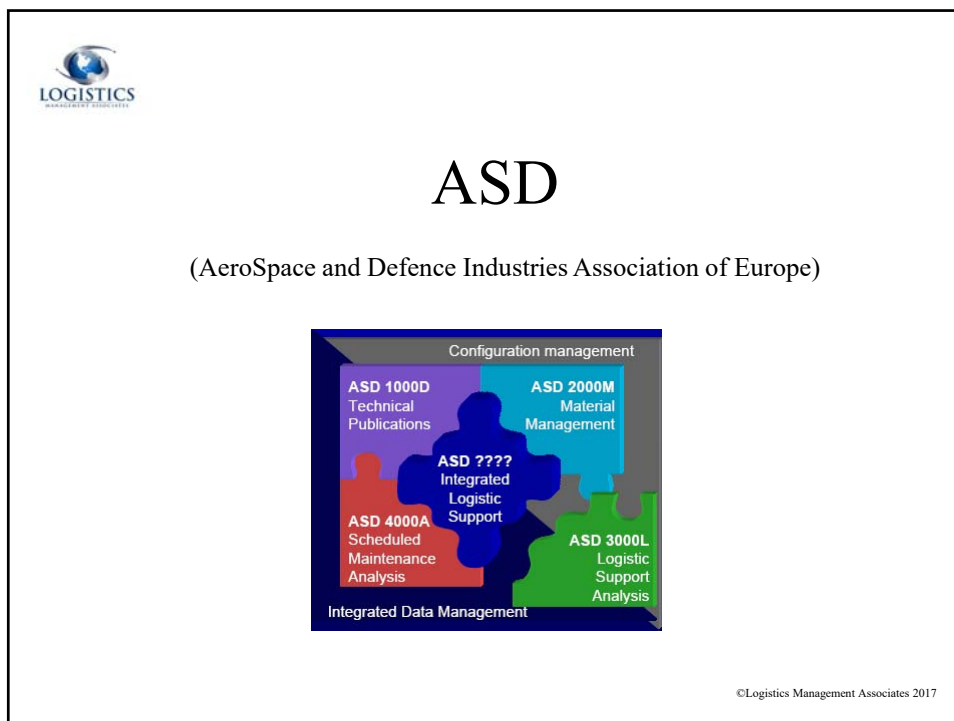 LOGISTICS
MANAGEMENT ASSOCIATES
ASD
(AeroSpace and Defence Industries Association of Europe)
Configuration management
ASD 1000D
Technical
Publications
ASD 2000M
Material
Management
ASD ????
Integrated
Logistic
Support
ASD 4000A
Scheduled
Maintenance
Analysis
ASD 3000L
Logistic
Support
Analysis
Integrated Data Management
©Logistics Management Associates 2017